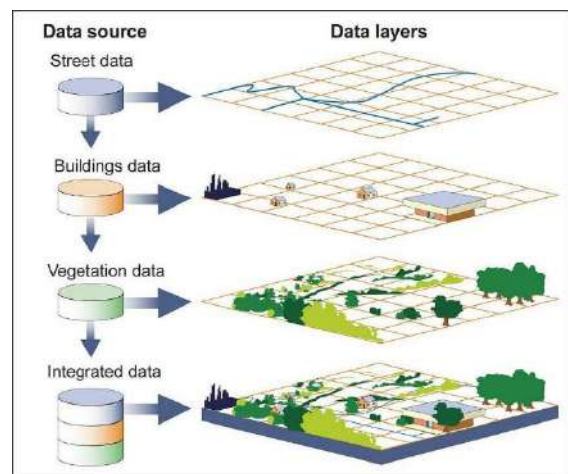 Data source
Data layers
Street data
Buildings data
Vegetation data
Integrated data